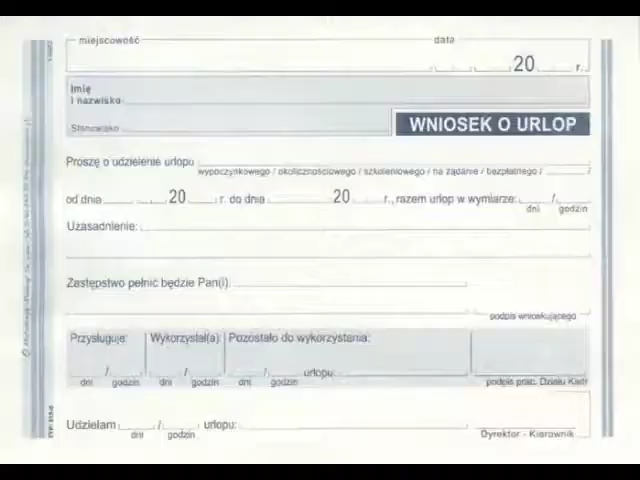 miejscowość data
20 r.
Imię
i nazwisko
Stanowisko
WNIOSEK O URLOP
Proszę o udzielenie urlopu
wypoczynkowego / okolicznościowego / szkoleniowego / na żądanie / bezpłatnego /
od dnia 20 r. do dnia 20 r., razem urlop w wymiarze: /
dni godzin
Uzasadnienie:
Zastępstwo pełnić będzie Pan(i):
podpis wnioskującego
Przysługuje: Wykorzystał(a): Pozostało do wykorzystania:
/ / / urlopu
dni godzin dni godzin dni godzin podpis prac. Działu Kadr
Udzielam / urlopu:
dni godzin Dyrektor - Kierownik